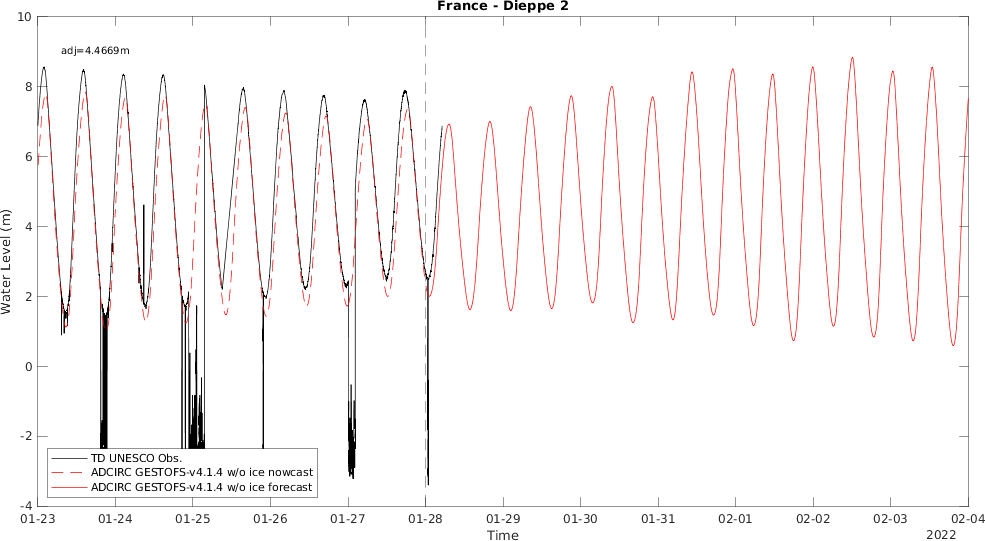 France - Dieppe 2
10
adj=4.4669m
8
6
4
2
0
-2
-4
Water Level (m)
TD UNESCO Obs.
ADCIRC GESTOFS-v4.1.4 w/o ice nowcast
ADCIRC GESTOFS-v4.1.4 w/o ice forecast
01-23 01-24 01-25 01-26 01-27 01-28 01-29 01-30 01-31 02-01 02-02 02-03 02-04
Time
2022